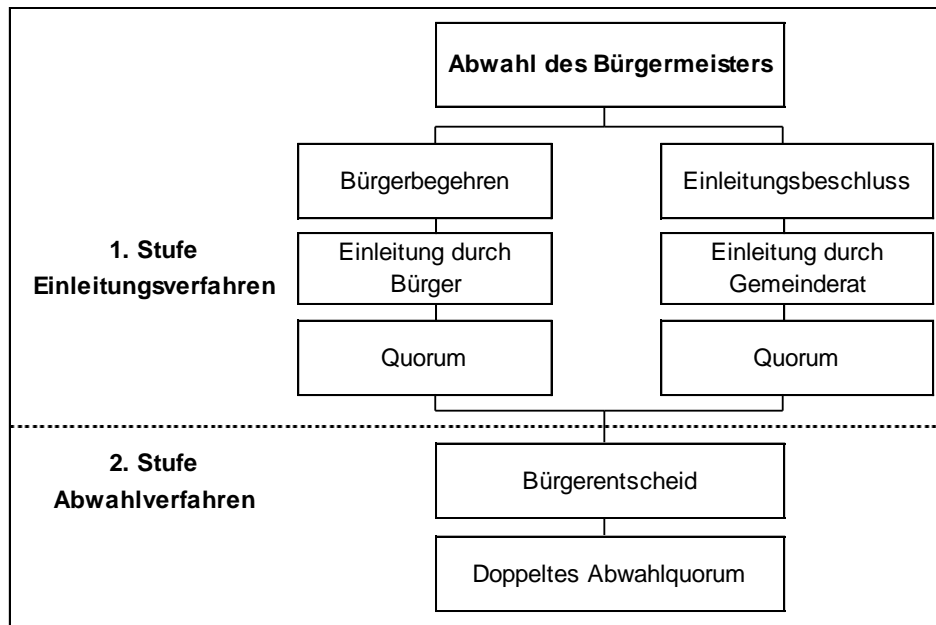 Abwahl des Bürgermeisters
Bürgerbegehren
Einleitungsbeschluss
1. Stufe
Einleitungsverfahren
Einleitung durch
Bürger
Einleitung durch
Gemeinderat
Quorum
Quorum
2. Stufe
Abwahlverfahren
Bürgerentscheid
Doppeltes Abwahlquorum